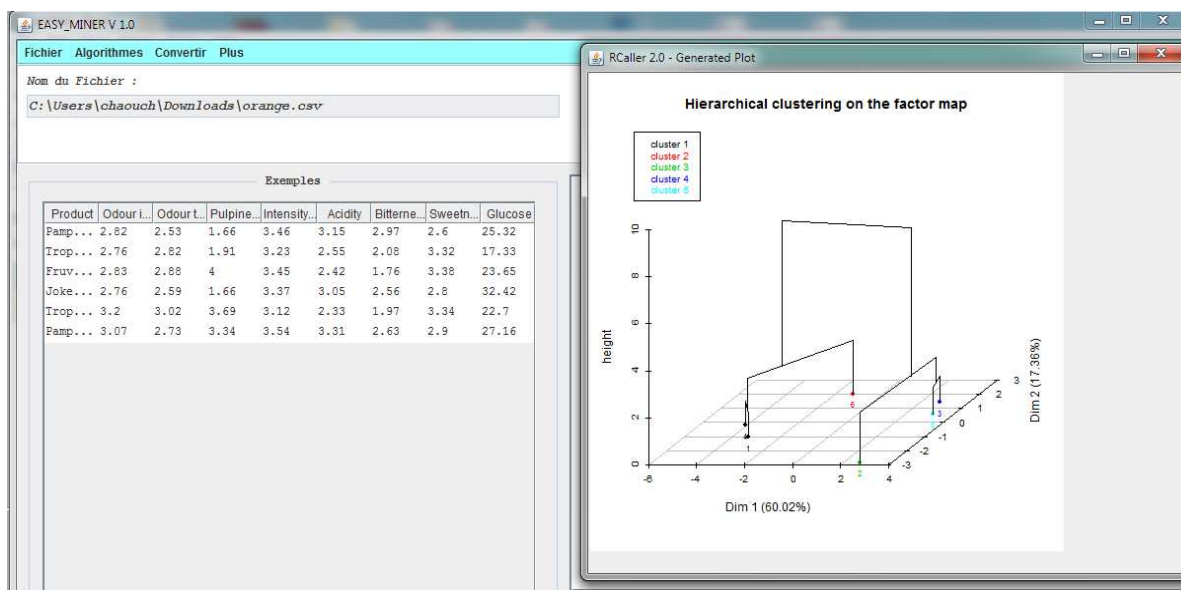 EASY_MINER V 1.0
Fichier Algorithmes Convertir Plus
Nom du Fichier :
C:\Users\chaouch\Downloads\orange.csv
Exemples
Product Odour i... Odour t... Pulpine... Intensity... Acidity Bitterne... Sweetn... Glucose
Pamp... 2.82 2.53 1.66 3.46 3.15 2.97 2.6 25.32
Trop... 2.76 2.82 1.91 3.23 2.55 2.08 3.32 17.33
Fruv... 2.83 2.88 4 3.45 2.42 1.76 3.38 23.65
Joke... 2.76 2.59 1.66 3.37 3.05 2.56 2.8 32.42
Trop... 3.2 3.02 3.69 3.12 2.33 1.97 3.34 22.7
Pamp... 3.07 2.73 3.34 3.54 3.31 2.63 2.9 27.16
RCaller 2.0 - Generated Plot
Hierarchical clustering on the factor map
cluster 1
cluster 2
cluster 3
cluster 4
cluster 5
height
0 2 4 6 8 10
-6 -4 -2 0 2 4
Dim 1 (60.02%)
-3 -2 -1 0 1 2 3
Dim 2 (17.36%)
1
6
2
3